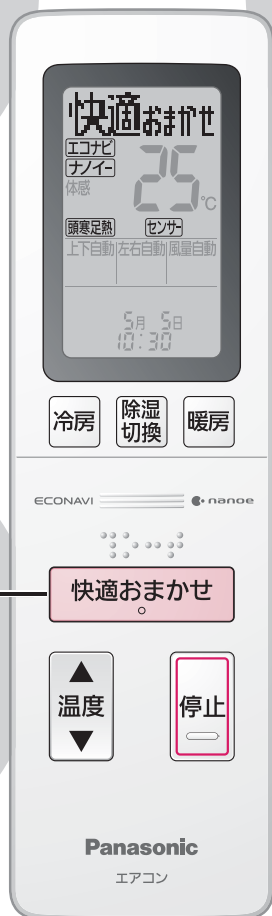 快適おまかせ
エコナビ
ナノイー
体感 25℃
頭寒足熱 センサー
上下自動 左右自動 風量自動
5月 5日
10:30
冷房 除湿切換 暖房
ECONAVI nanoe
快適おまかせ
▲
温度 停止
▼
Panasonic
エアコン